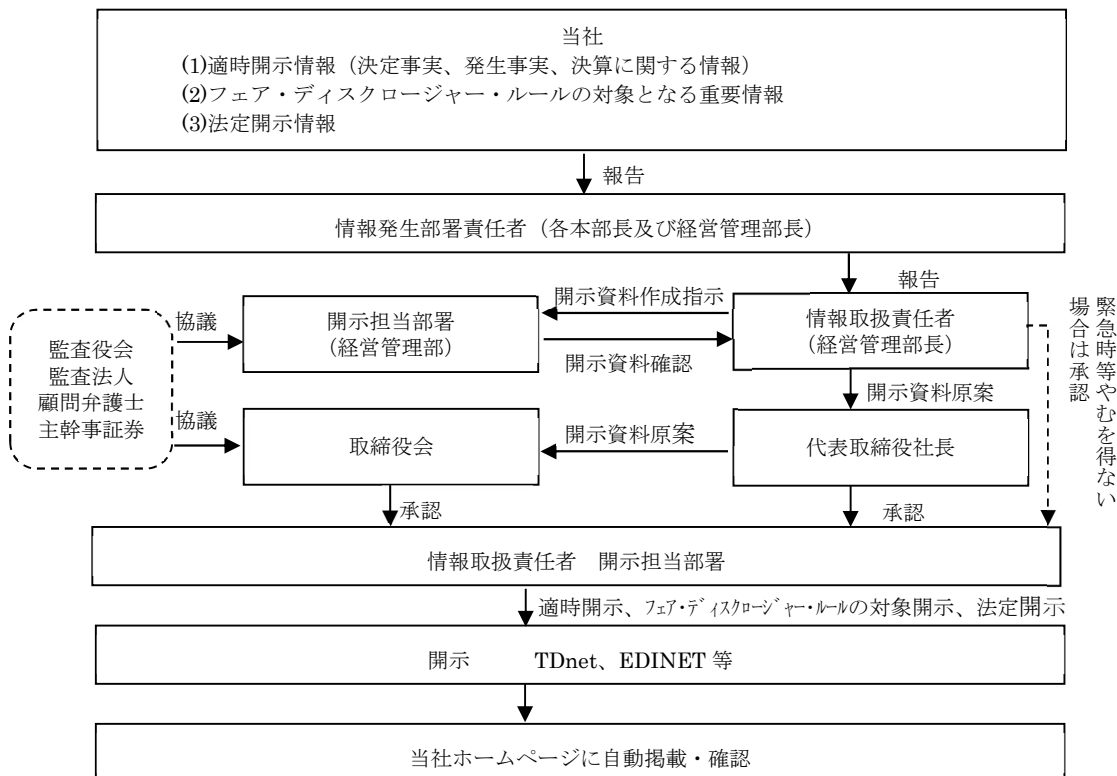 当社
(1)適時開示情報（決定事実、発生事実、決算に関する情報）
(2)フェア・ディスクロージャー・ルールの対象となる重要情報
(3)法定開示情報
報告
情報発生部署責任者（各本部長及び経営管理部長）
報告
開示資料作成指示
協議
開示担当部署
（経営管理部）
情報取扱責任者
（経営管理部長）
開示資料確認
緊急時等やむを得ない
場合は承認
監査役会
監査法人
顧問弁護士
主幹事証券
開示資料原案
協議
取締役会
開示資料原案
代表取締役社長
承認
承認
情報取扱責任者　開示担当部署
適時開示、ﾌｪｱ･ﾃﾞｨｽｸﾛｰｼﾞｬｰ･ﾙｰﾙの対象開示、法定開示
開示　　TDnet、EDINET 等
当社ホームページに自動掲載・確認